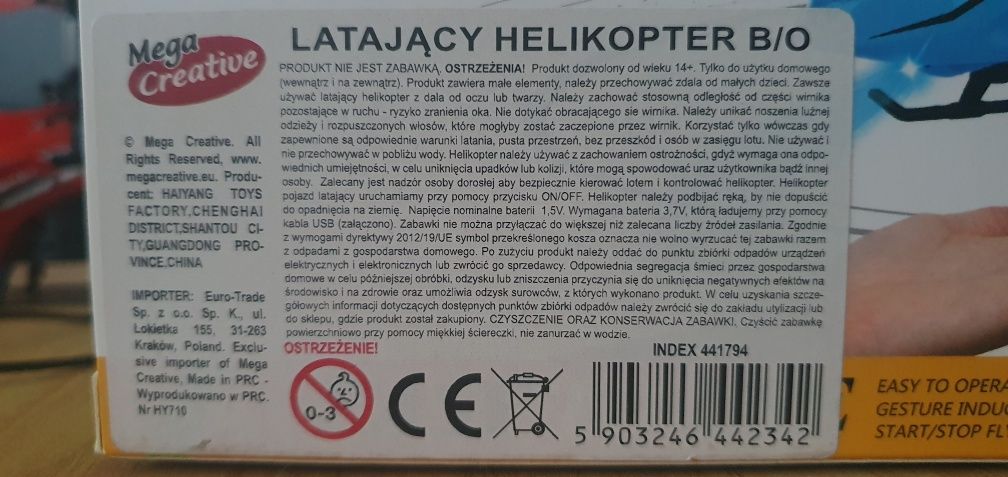 Mega
Creative
LATAJĄCY HELIKOPTER B/O
PRODUKT NIE JEST ZABAWKĄ. OSTRZEŻENIA! Produkt dozwolony od wieku 14+. Tylko do użytku domowego
(wewnątrz i na zewnątrz). Produkt zawiera małe elementy, należy przechowywać zdala od małych dzieci. Zawsze
używać latający helikopter z dala od oczu lub twarzy. Należy zachować stosowną odległość od części wirnika
pozostające w ruchu - ryzyko zranienia oka. Nie dotykać obracającego sie wirnika. Należy unikać noszenia luźnej
odzieży i rozpuszczonych włosów, które mogłyby zostać zaczepione przez wirnik. Korzystać tylko wówczas gdy
zapewnione są odpowiednie warunki latania, pusta przestrzeń, bez przeszkód i osób w zasięgu lotu. Nie używać i
nie przechowywać w pobliżu wody. Helikopter należy używać z zachowaniem ostrożności, gdyż wymaga ona odpo-
wiednich umiejętności, w celu uniknięcia upadków lub kolizji, które mogą spowodować uraz użytkownika bądź innej
osoby. Zalecany jest nadzór osoby dorosłej aby bezpiecznie kierować lotem i kontrolować helikopter. Helikopter
pojazd latający uruchamiamy przy pomocy przycisku ON/OFF. Helikopter należy podbijać ręką, by nie dopuścić
do opadnięcia na ziemię. Napięcie nominalne baterii 1,5V. Wymagana bateria 3,7V, którą ładujemy przy pomocy
kabla USB (załączono). Zabawki nie można przyłączać do większej niż zalecana liczby źródeł zasilania. Zgodnie
z wymogami dyrektywy 2012/19/UE symbol przekreślonego kosza oznacza nie wolno wyrzucać tej zabawki razem
z odpadami z gospodarstwa domowego. Po zużyciu produkt należy oddać do punktu zbiórki odpadów urządzeń
elektrycznych i elektronicznych lub zwrócić go sprzedawcy. Odpowiednia segregacja śmieci przez gospodarstwa
domowe w celu późniejszej obróbki, odzysku lub zniszczenia przyczynia się do uniknięcia negatywnych efektów na
środowisko i na zdrowie oraz umożliwia odzysk surowców, z których wykonano produkt. W celu uzyskania szcze-
gółowych informacji dotyczących dostępnych punktów zbiórki odpadów należy zwrócić się do zakładu utylizacji lub
do sklepu, gdzie produkt został zakupiony. CZYSZCZENIE ORAZ KONSERWACJA ZABAWKI. Czyścić zabawkę
powierzchniowo przy pomocy miękkiej ściereczki, nie zanurzać w wodzie.
© Mega Creative. All
Rights Reserved, www.
megacreative.eu. Produ-
cent: HAIYANG TOYS
FACTORY,CHENGHAI
DISTRICT,SHANTOU CI-
TY,GUANGDONG PRO-
VINCE,CHINA
IMPORTER: Euro-Trade
Sp. z o.o. Sp. K., ul.
Łokietka 155, 31-263
Kraków, Poland. Exclu-
sive importer of Mega
Creative, Made in PRC -
Wyprodukowano w PRC.
Nr HY710
OSTRZEŻENIE!
INDEX 441794
0-3
CE
5 903246 442342
EASY TO OPERA
GESTURE INDUC
START/STOP FLY